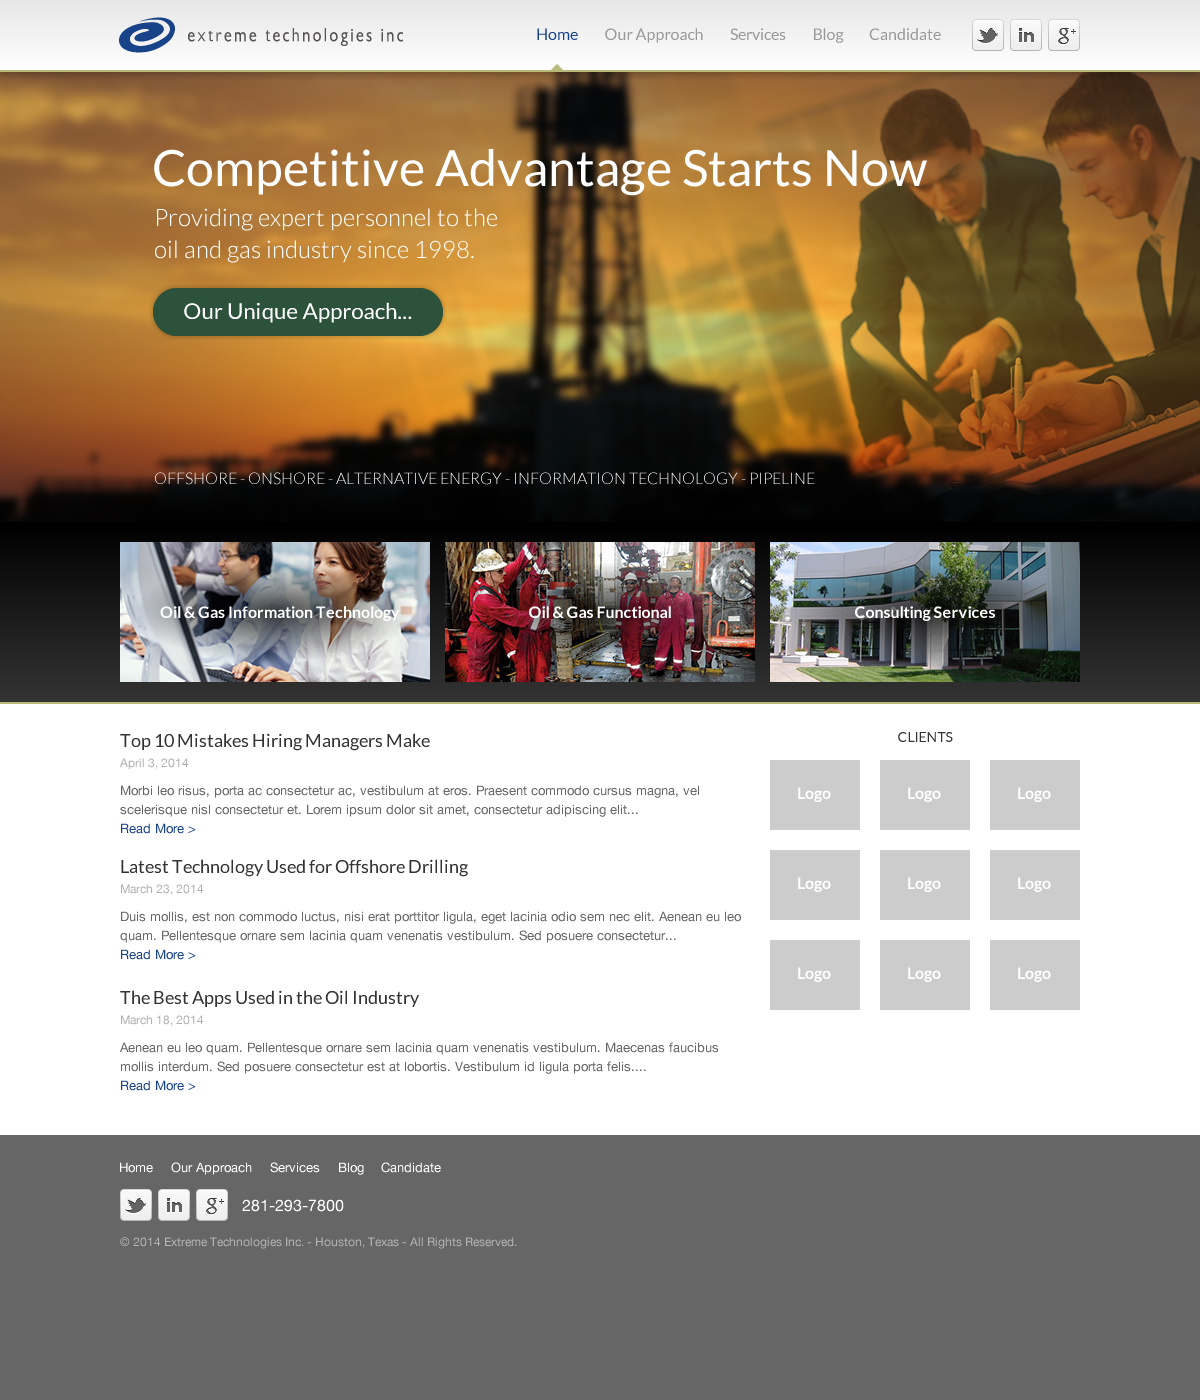 extreme technologies inc
Home Our Approach Services Blog Candidate
in g+
Competitive Advantage Starts Now
Providing expert personnel to the
oil and gas industry since 1998.
Our Unique Approach...
OFFSHORE - ONSHORE - ALTERNATIVE ENERGY - INFORMATION TECHNOLOGY - PIPELINE
Oil & Gas Information Technology
Oil & Gas Functional
Consulting Services
Top 10 Mistakes Hiring Managers Make
April 3, 2014
Morbi leo risus, porta ac consectetur ac, vestibulum at eros. Praesent commodo cursus magna, vel
scelerisque nisl consectetur et. Lorem ipsum dolor sit amet, consectetur adipiscing elit...
Read More >
Latest Technology Used for Offshore Drilling
March 23, 2014
Duis mollis, est non commodo luctus, nisi erat porttitor ligula, eget lacinia odio sem nec elit. Aenean eu leo
quam. Pellentesque ornare sem lacinia quam venenatis vestibulum. Sed posuere consectetur...
Read More >
The Best Apps Used in the Oil Industry
March 18, 2014
Aenean eu leo quam. Pellentesque ornare sem lacinia quam venenatis vestibulum. Maecenas faucibus
mollis interdum. Sed posuere consectetur est at lobortis. Vestibulum id ligula porta felis....
Read More >
CLIENTS
Logo Logo Logo
Logo Logo Logo
Logo Logo Logo
Home Our Approach Services Blog Candidate
in g+ 281-293-7800
© 2014 Extreme Technologies Inc. - Houston, Texas - All Rights Reserved.